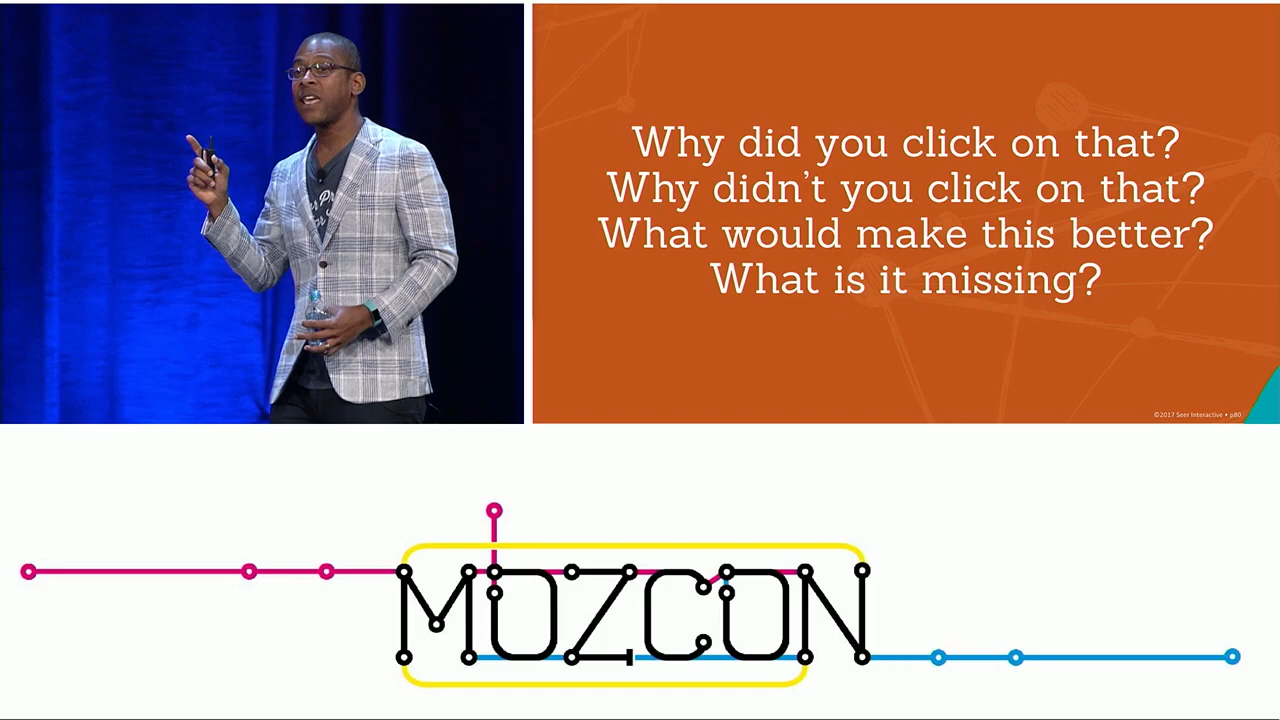 Why did you click on that?
Why didn't you click on that?
What would make this better?
What is it missing?
©2017 Seer Interactive • p80
MOZCON